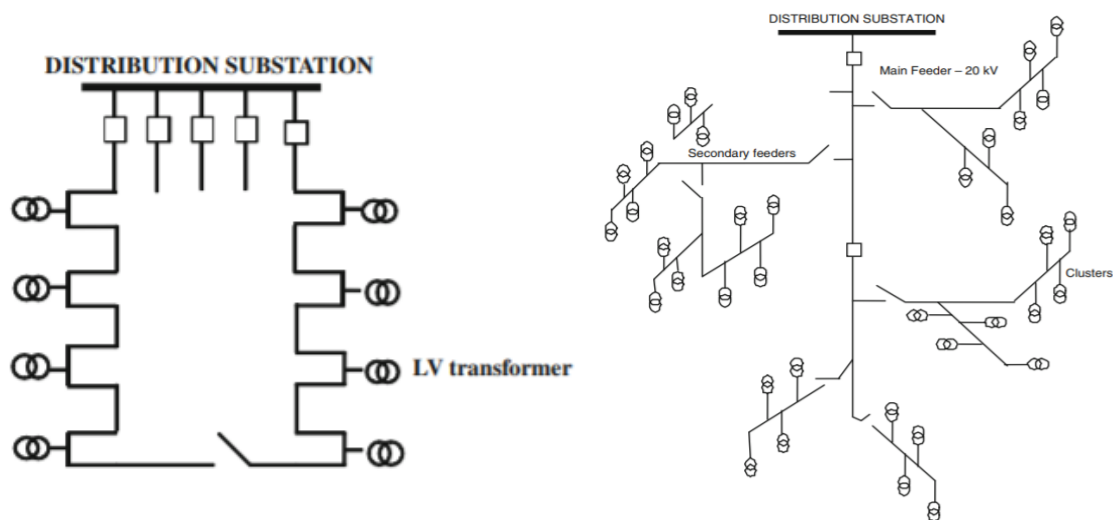 DISTRIBUTION SUBSTATION
LV transformer
DISTRIBUTION SUBSTATION
Main Feeder – 20 kV
Secondary feeders
Clusters